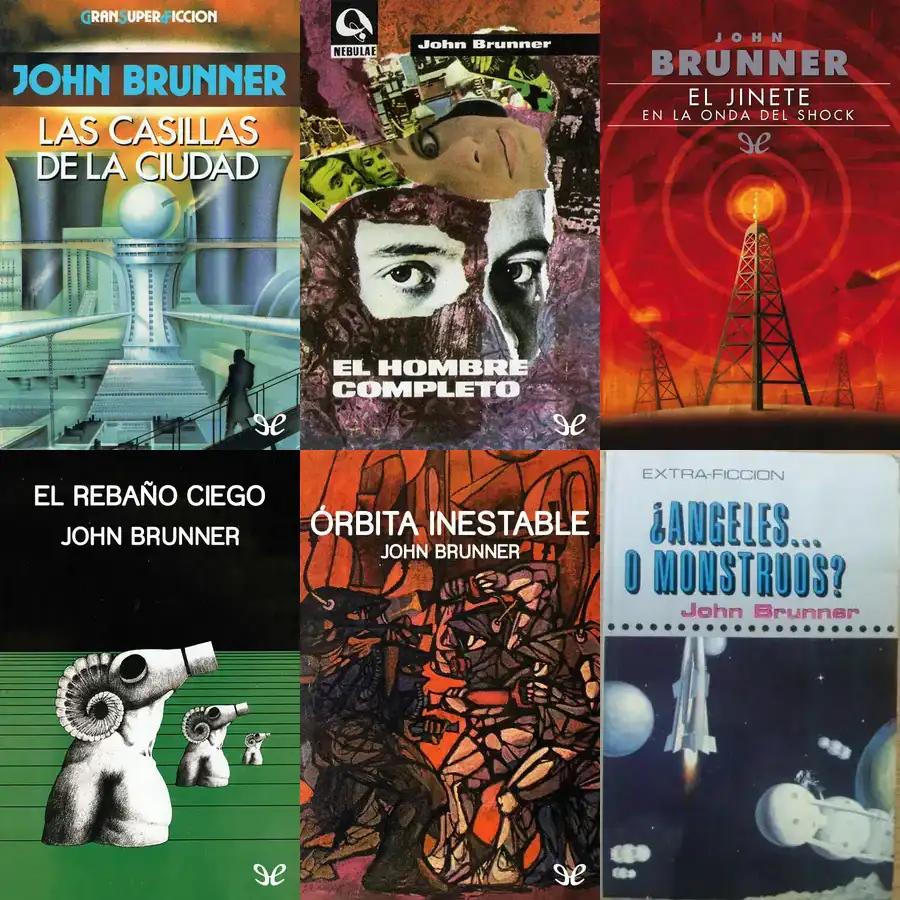 GRANSUPERFICCION
JOHN BRUNNER
LAS CASILLAS
DE LA CIUDAD
NEBULAE
John Brunner
EL HOMBRE
COMPLETO
JOHN
BRUNNER
EL JINETE
EN LA ONDA DEL SHOCK
EL REBAÑO CIEGO
JOHN BRUNNER
ÓRBITA INESTABLE
JOHN BRUNNER
EXTRA-FICCION
¿ANGELES...
O MONSTRUOS?
John Brunner